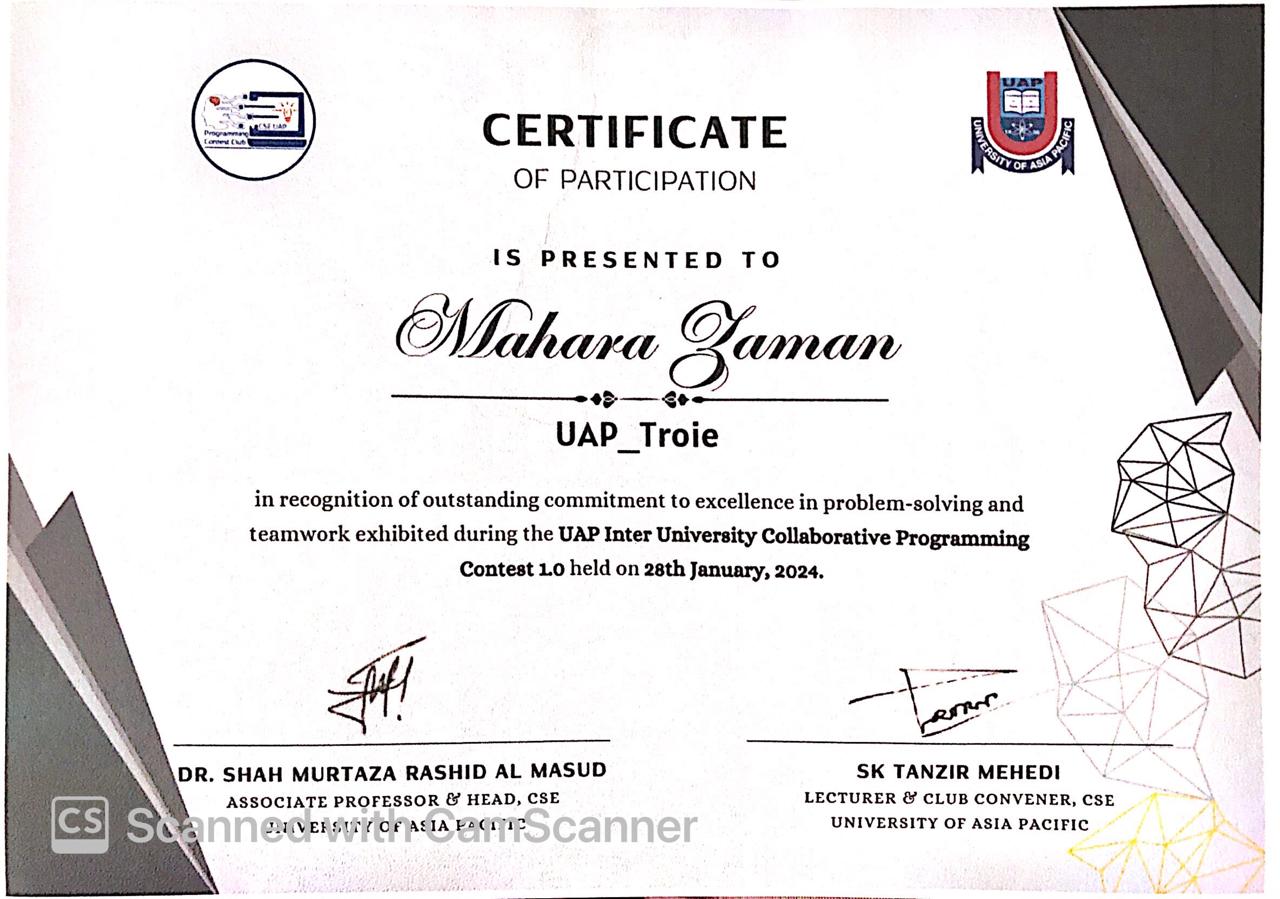 Programming
Contest Club
CSE UAP
UAP
UNIVERSITY OF ASIA PACIFIC
CERTIFICATE
OF PARTICIPATION
IS PRESENTED TO
Mahara Zaman
UAP_Troie
in recognition of outstanding commitment to excellence in problem-solving and
teamwork exhibited during the UAP Inter University Collaborative Programming
Contest 1.0 held on 28th January, 2024.
DR. SHAH MURTAZA RASHID AL MASUD
ASSOCIATE PROFESSOR & HEAD, CSE
UNIVERSITY OF ASIA PACIFIC
SK TANZIR MEHEDI
LECTURER & CLUB CONVENER, CSE
UNIVERSITY OF ASIA PACIFIC
CS Scanned with CamScanner